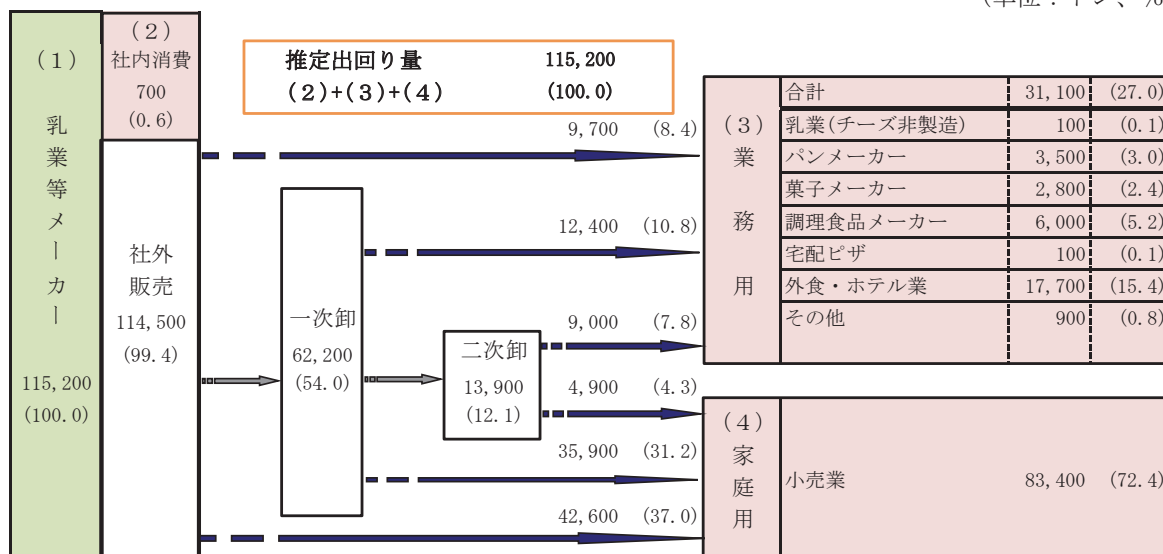 (単位：トン、%
(1)
乳業等メーカー
115,200
(100.0)
(2)
社内消費
700
(0.6)
社外
販売
114,500
(99.4)
推定出回り量 115,200
(2)+(3)+(4) (100.0)
一次卸
62,200
(54.0)
二次卸
13,900
(12.1)
9,700 (8.4)
12,400 (10.8)
9,000 (7.8)
4,900 (4.3)
35,900 (31.2)
42,600 (37.0)
(3)
業務用
合計 31,100 (27.0)
乳業(チーズ非製造) 100 (0.1)
パンメーカー 3,500 (3.0)
菓子メーカー 2,800 (2.4)
調理食品メーカー 6,000 (5.2)
宅配ピザ 100 (0.1)
外食・ホテル業 17,700 (15.4)
その他 900 (0.8)
(4)
家庭用
小売業 83,400 (72.4)